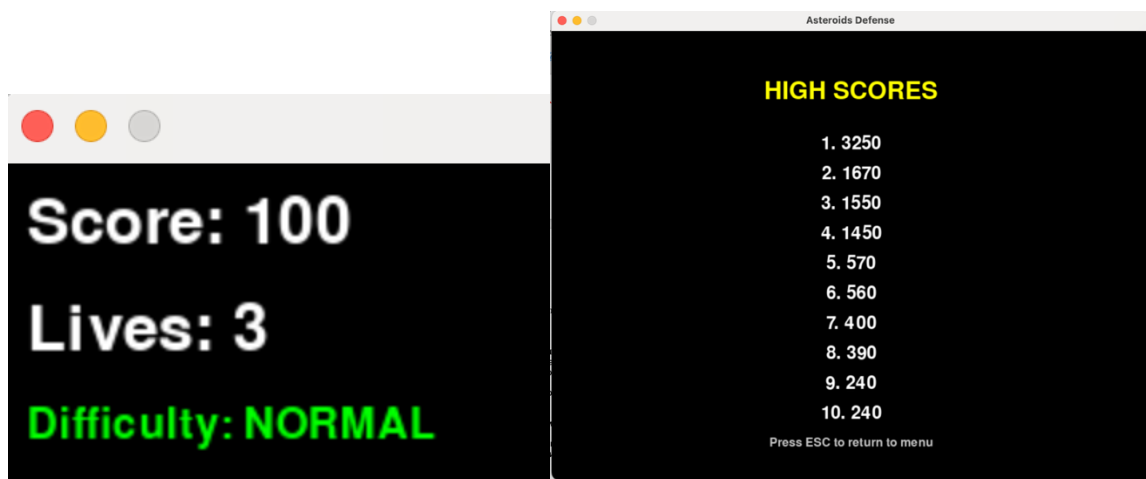 Score: 100
Lives: 3
Difficulty: NORMAL
Asteroids Defense
HIGH SCORES
1. 3250
2. 1670
3. 1550
4. 1450
5. 570
6. 560
7. 400
8. 390
9. 240
10. 240
Press ESC to return to menu